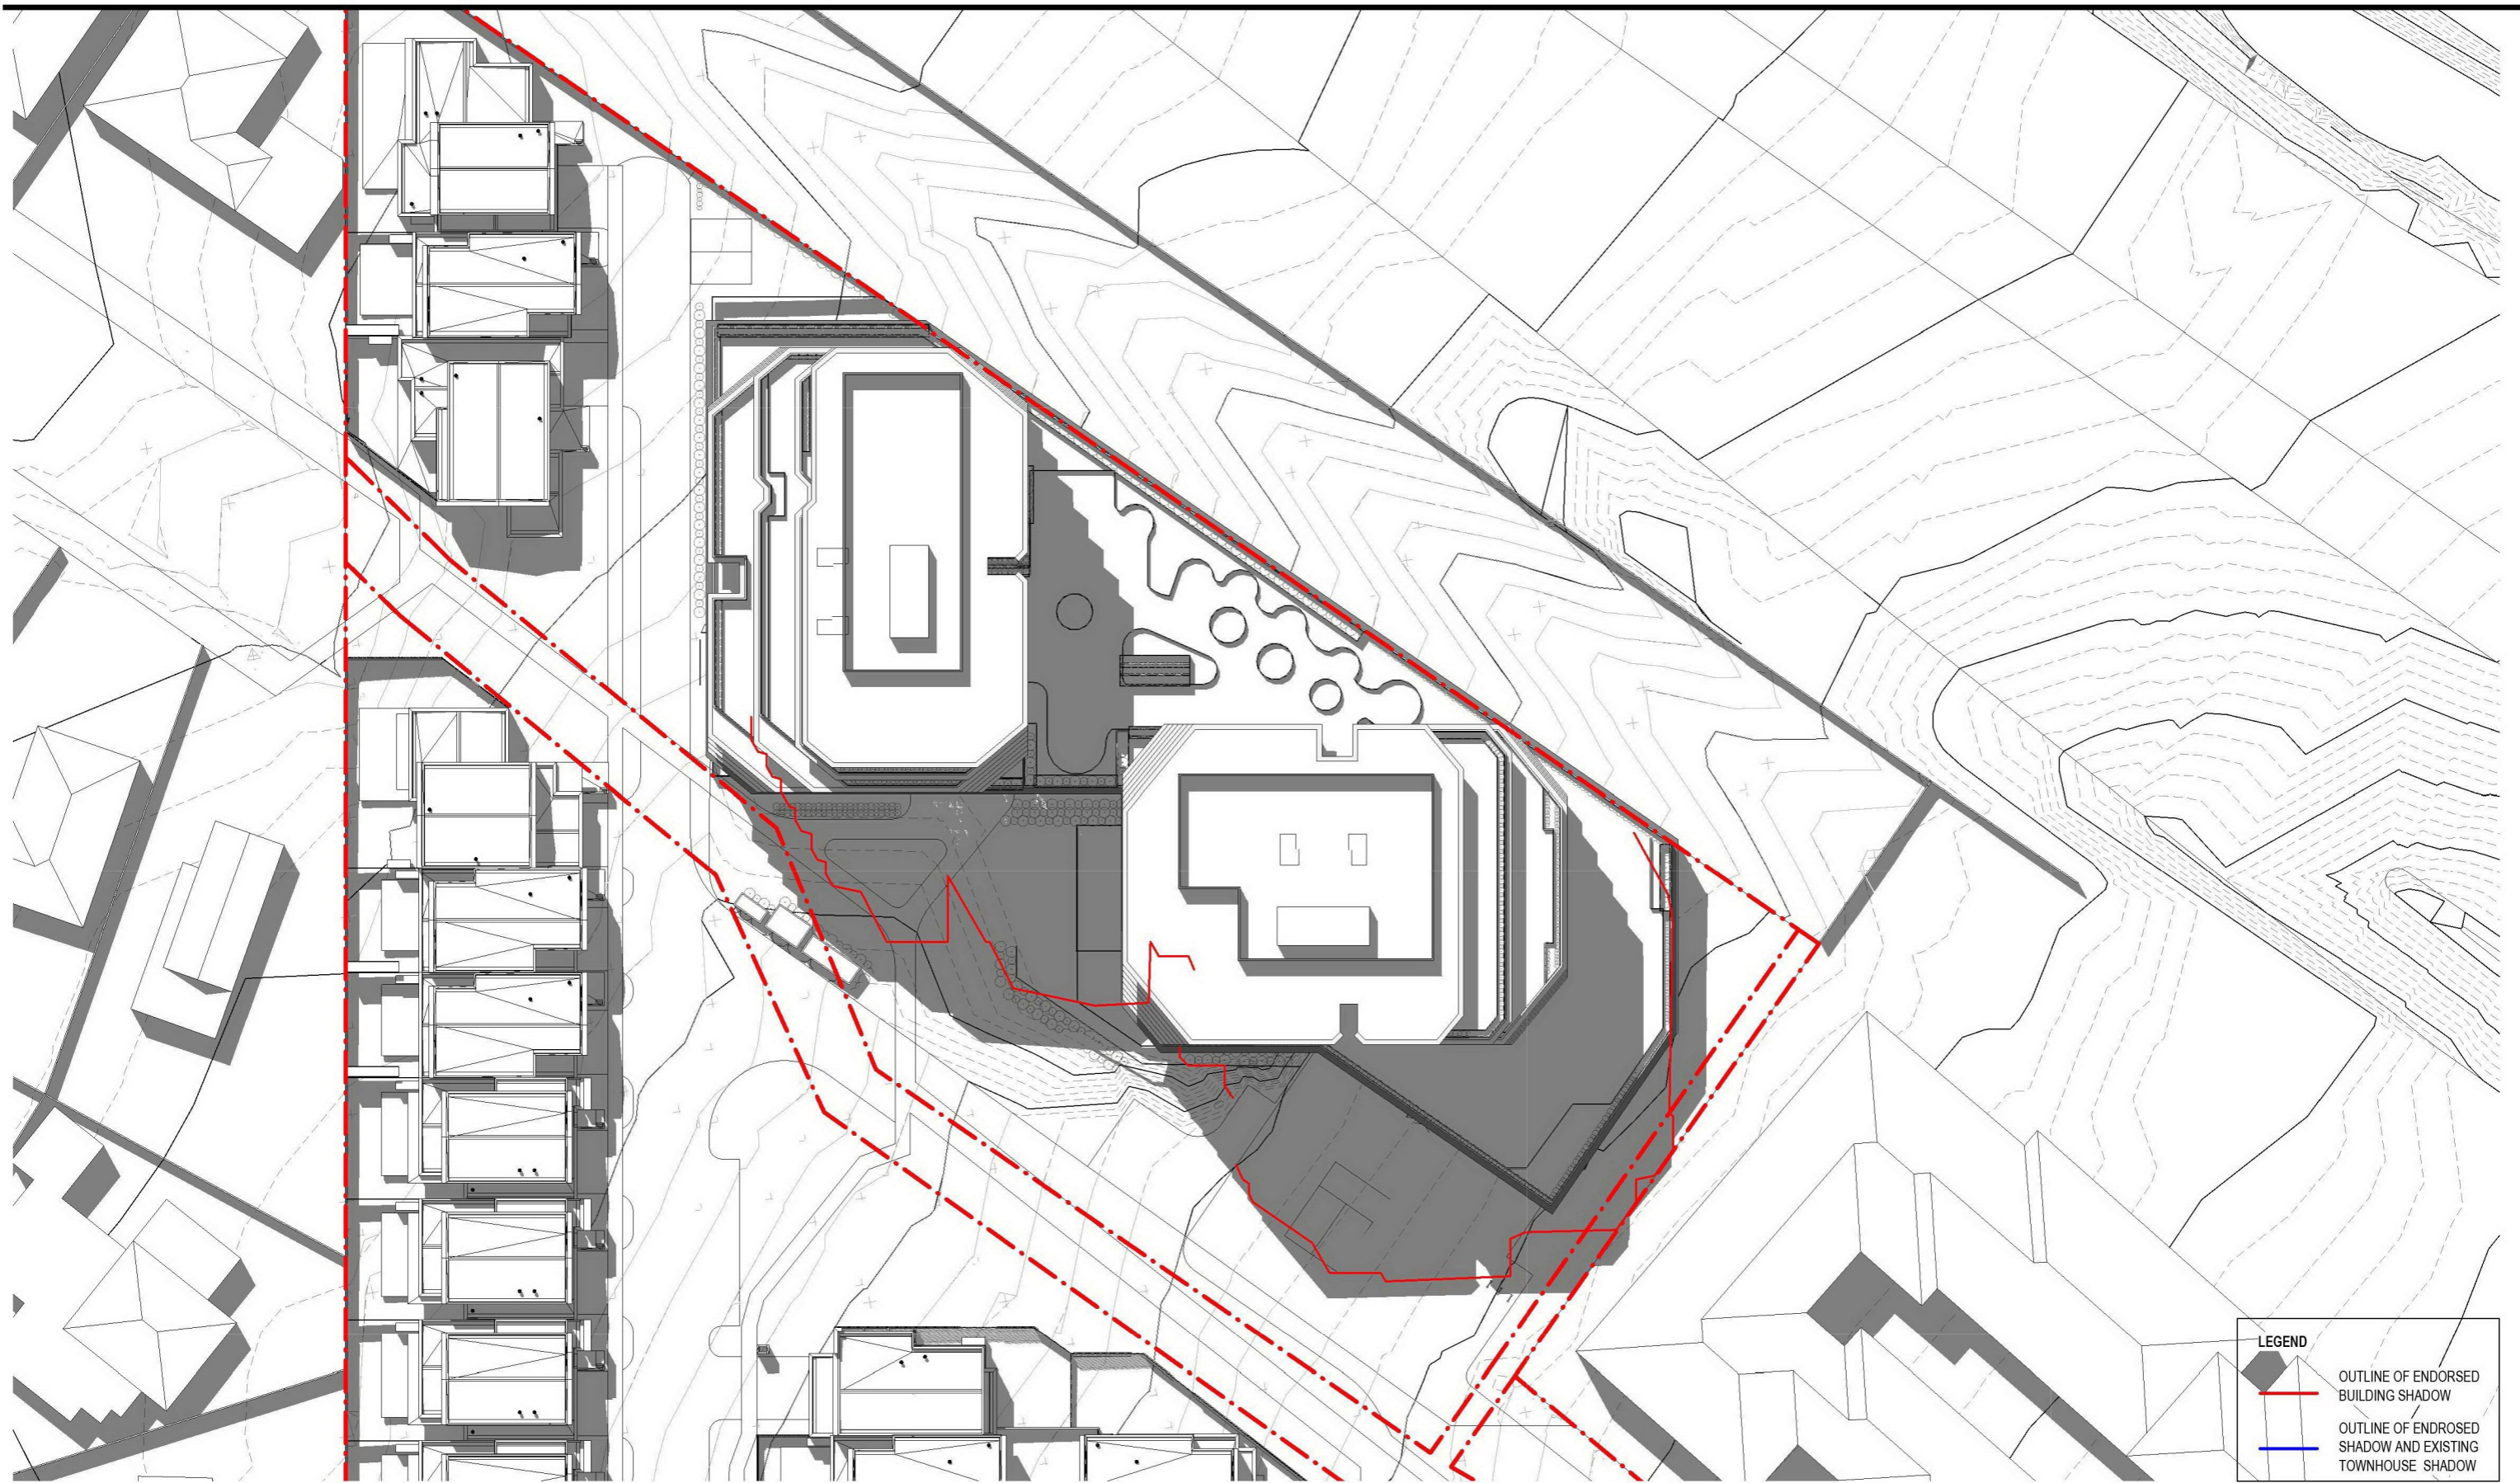 LEGEND
OUTLINE OF ENDORSED
BUILDING SHADOW
OUTLINE OF ENDROSED
SHADOW AND EXISTING
TOWNHOUSE SHADOW